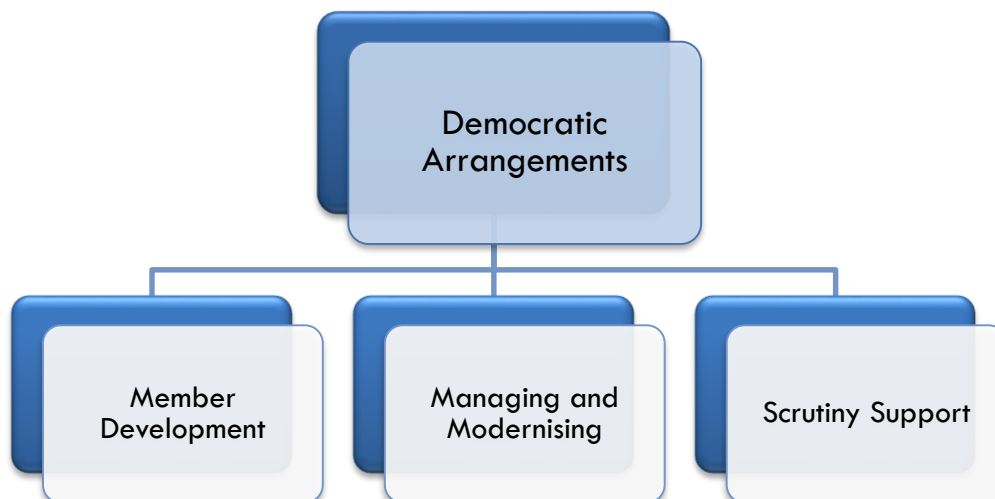 Democratic
Arrangements
Member
Development
Managing and
Modernising
Scrutiny Support